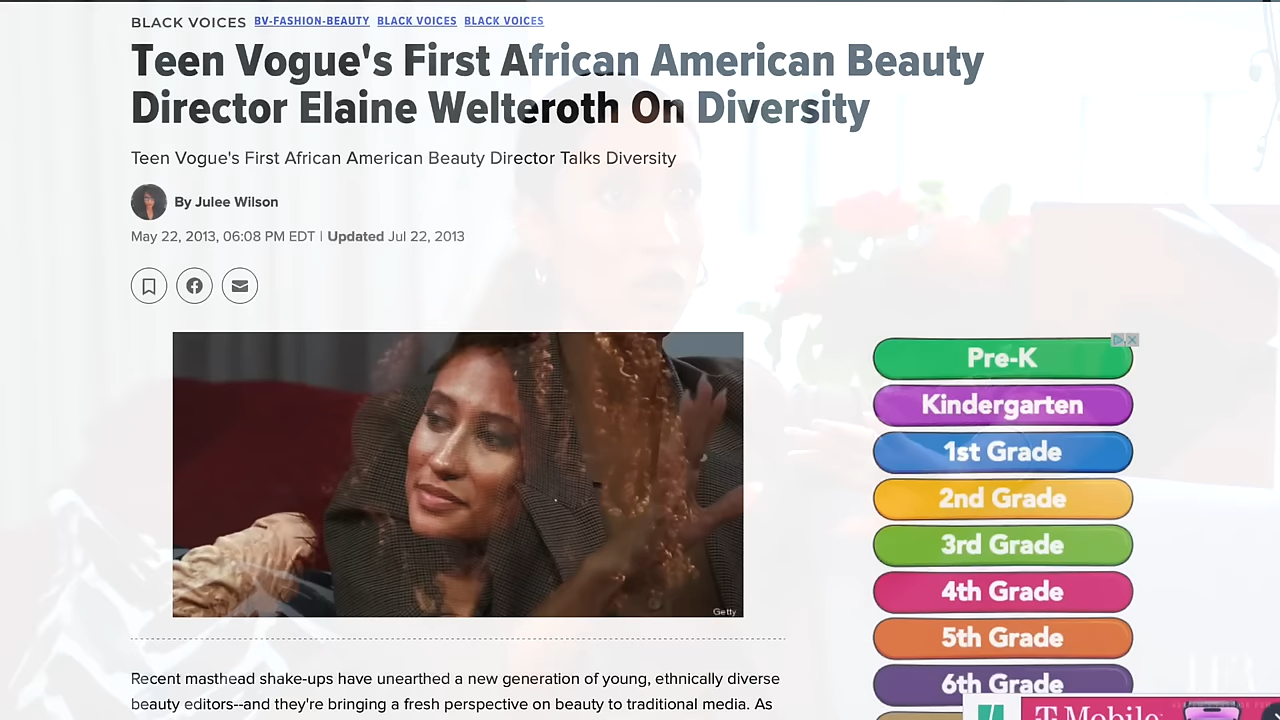 BLACK VOICES BV-FASHION-BEAUTY BLACK VOICES BLACK VOICES
Teen Vogue's First African American Beauty
Director Elaine Welteroth On Diversity
Teen Vogue's First African American Beauty Director Talks Diversity
By Julee Wilson
May 22, 2013, 06:08 PM EDT | Updated Jul 22, 2013
Getty
Recent masthead shake-ups have unearthed a new generation of young, ethnically diverse
beauty editors--and they're bringing a fresh perspective on beauty to traditional media. As
Pre-K
Kindergarten
1st Grade
2nd Grade
3rd Grade
4th Grade
5th Grade
6th Grade
T-Mobile